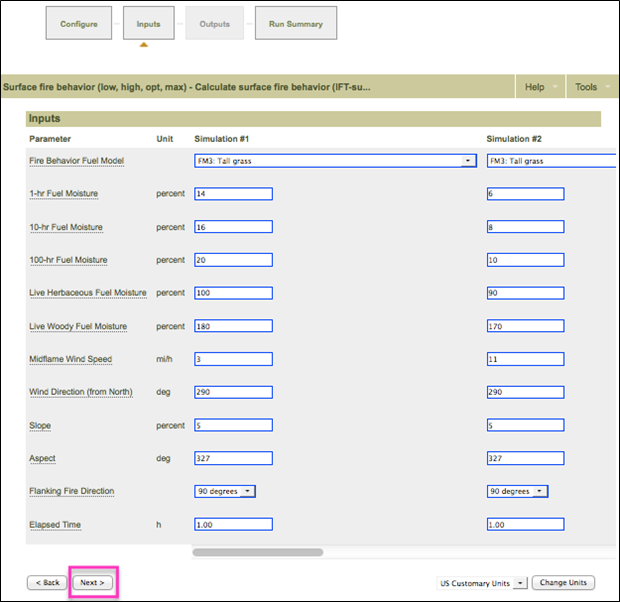 Configure Inputs Outputs Run Summary
Surface fire behavior (low, high, opt, max) - Calculate surface fire behavior (IFT-su... Help Tools
Inputs
Parameter Unit Simulation #1 Simulation #2
Fire Behavior Fuel Model FM3: Tall grass FM3: Tall grass
1-hr Fuel Moisture percent 14 6
10-hr Fuel Moisture percent 16 8
100-hr Fuel Moisture percent 20 10
Live Herbaceous Fuel Moisture percent 100 90
Live Woody Fuel Moisture percent 180 170
Midflame Wind Speed mi/h 3 11
Wind Direction (from North) deg 290 290
Slope percent 5 5
Aspect deg 327 327
Flanking Fire Direction 90 degrees 90 degrees
Elapsed Time h 1.00 1.00
< Back Next > US Customary Units Change Units